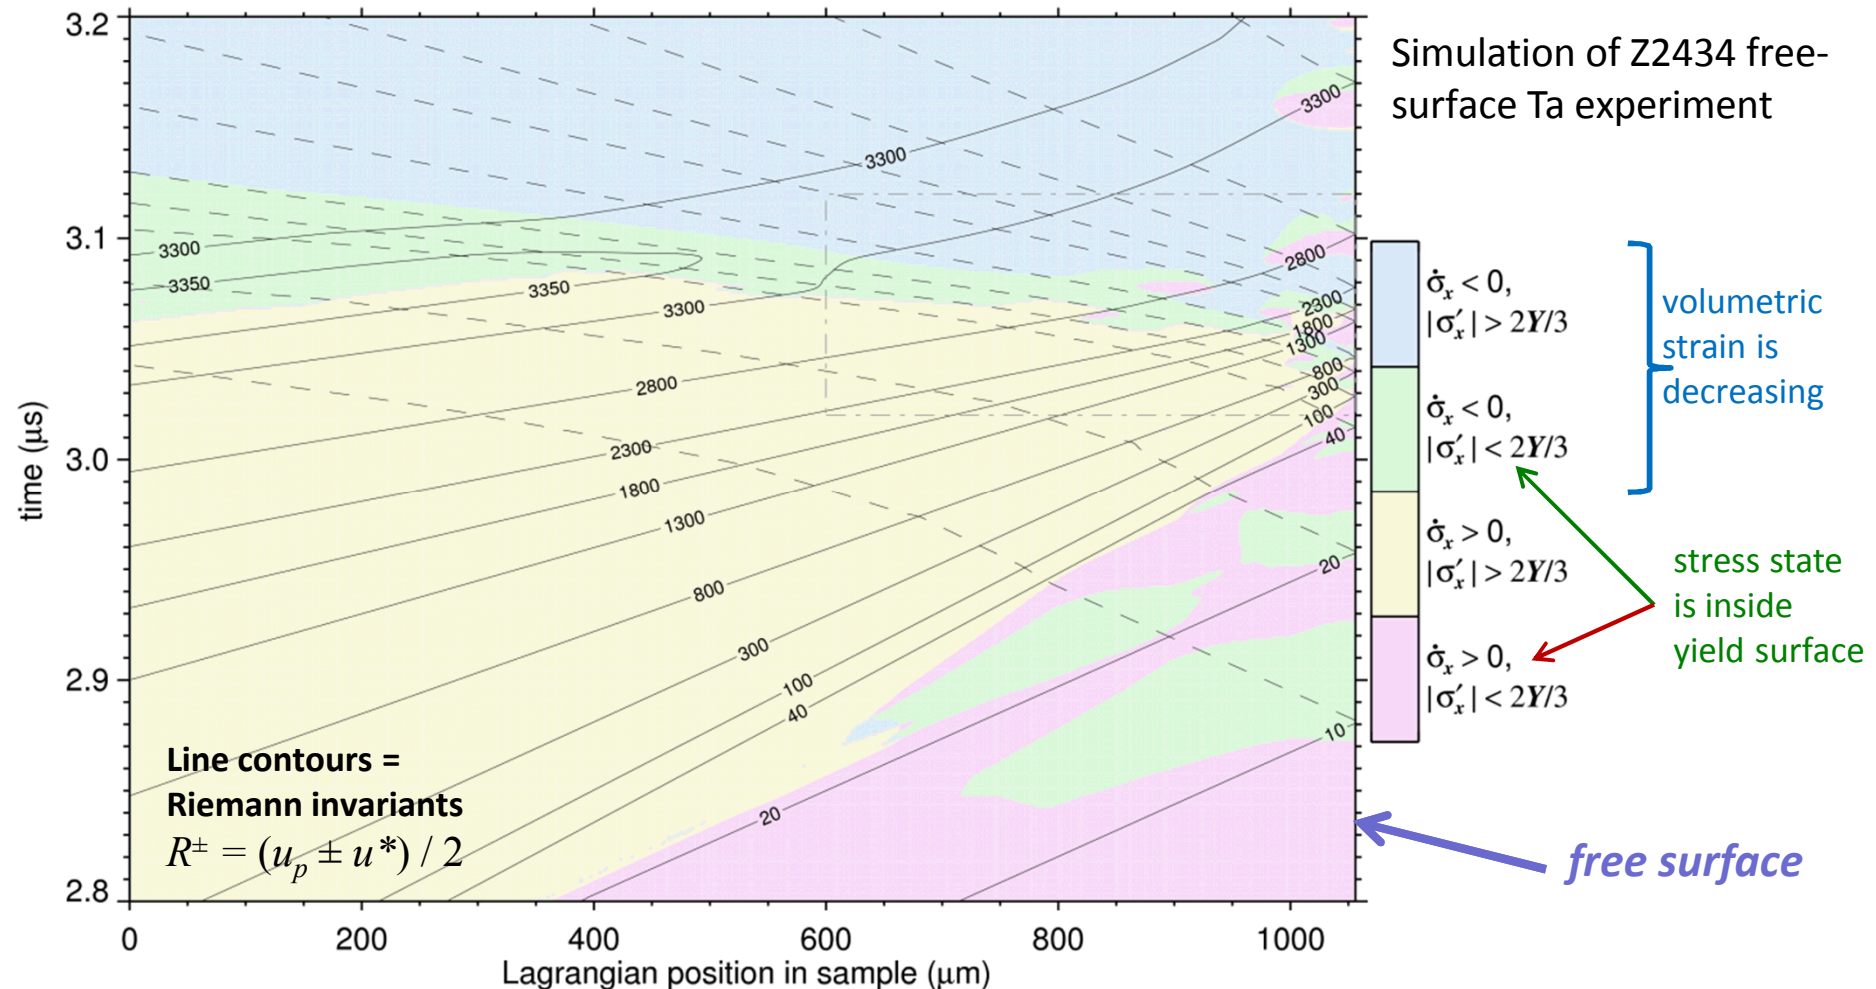 Simulation of Z2434 free-
surface Ta experiment
3.2
3.1
3.0
2.9
2.8
time (μs)
0
200
400
600
800
1000
Lagrangian position in sample (μm)
3300
3300
3300
3350
3350
3300
2800
2800
2300
2300
1800
1800
1300
1300
800
800
300
300
100
100
40
40
20
20
10
Line contours =
Riemann invariants
R± = (up ± u*) / 2
σ̇x < 0,
|σ′x| > 2Y/3
σ̇x < 0,
|σ′x| < 2Y/3
σ̇x > 0,
|σ′x| > 2Y/3
σ̇x > 0,
|σ′x| < 2Y/3
volumetric
strain is
decreasing
stress state
is inside
yield surface
free surface